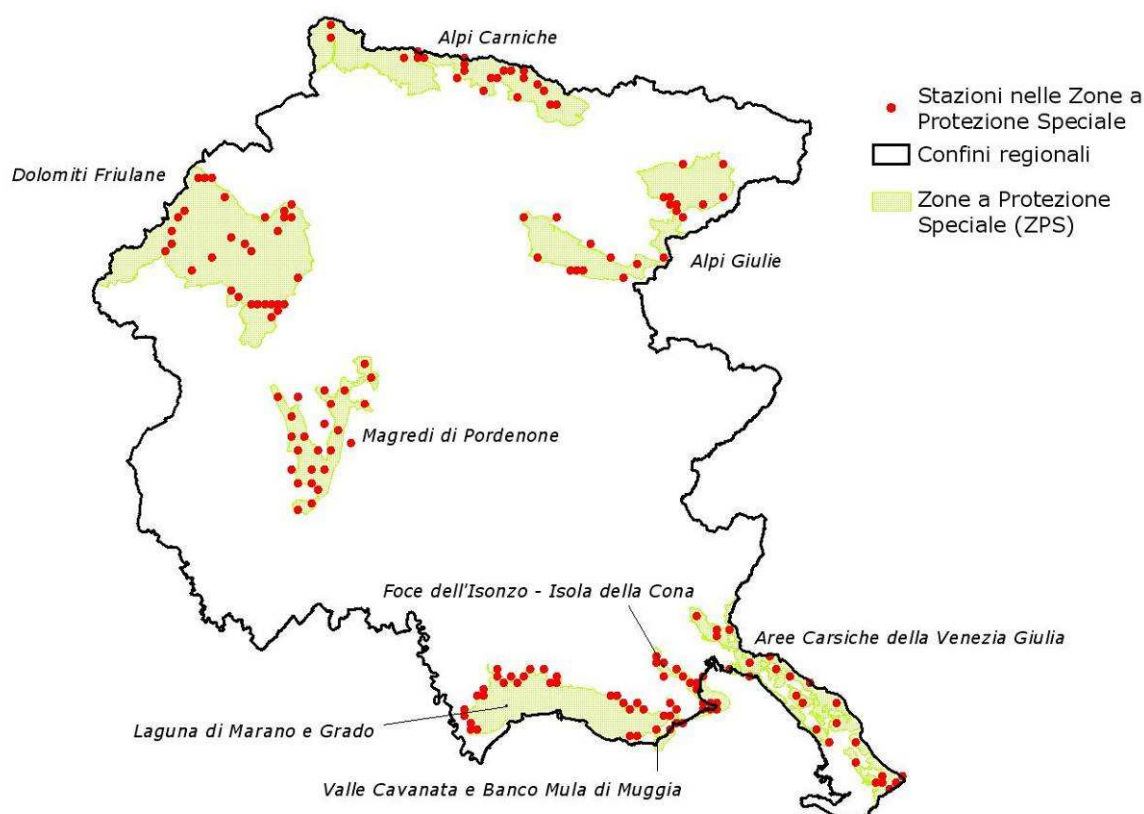 Alpi Carniche
Stazioni nelle Zone a
Protezione Speciale
Confini regionali
Dolomiti Friulane
Zone a Protezione
Speciale (ZPS)
Alpi Giulie
Magredi di Pordenone
Foce dell'Isonzo - Isola della Cona
Aree Carsiche della Venezia Giulia
Laguna di Marano e Grado
Valle Cavanata e Banco Mula di Muggia